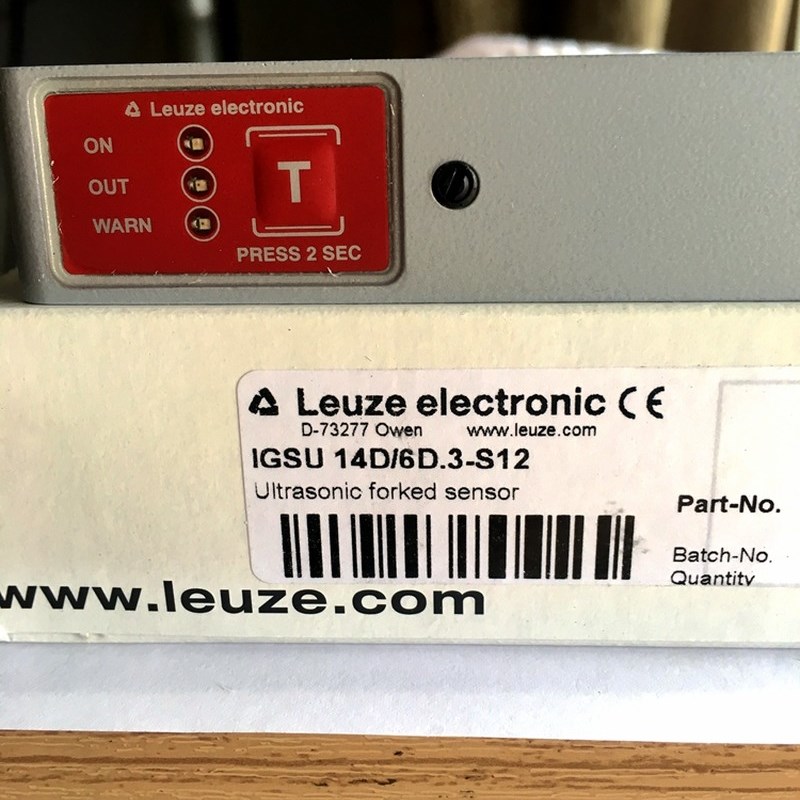 Leuze electronic
ON
OUT
WARN
T
PRESS 2 SEC
Leuze electronic CE
D-73277 Owen www.leuze.com
IGSU 14D/6D.3-S12
Ultrasonic forked sensor
Part-No.
Batch-No.
Quantity
www.leuze.com